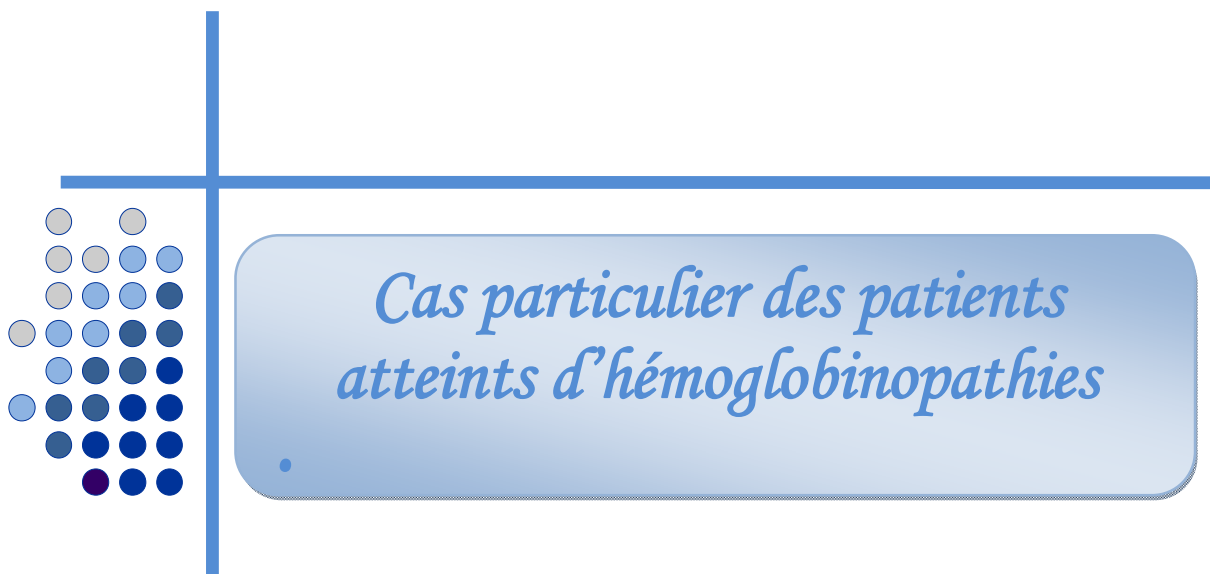 Cas particulier des patients
atteints d’hémoglobinopathies
•